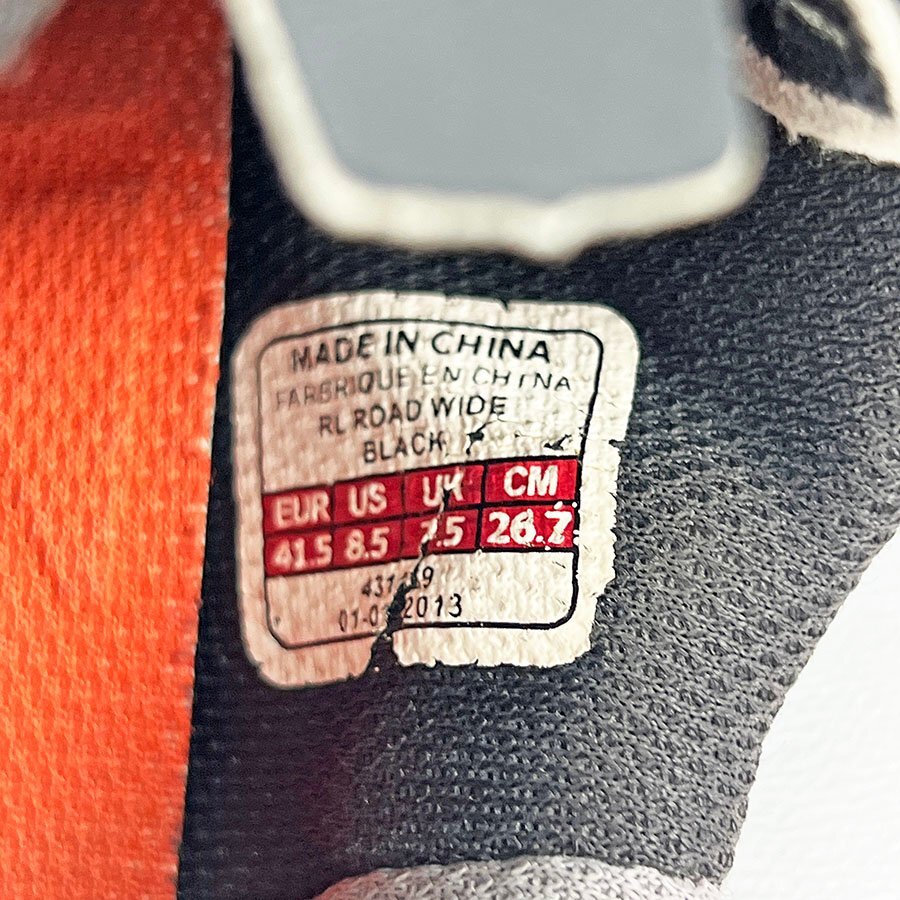 MADE IN CHINA
FABRIQUE EN CHINA
RL ROAD WIDE
BLACK
EUR US UK CM
41.5 8.5 7.5 26.7
2013